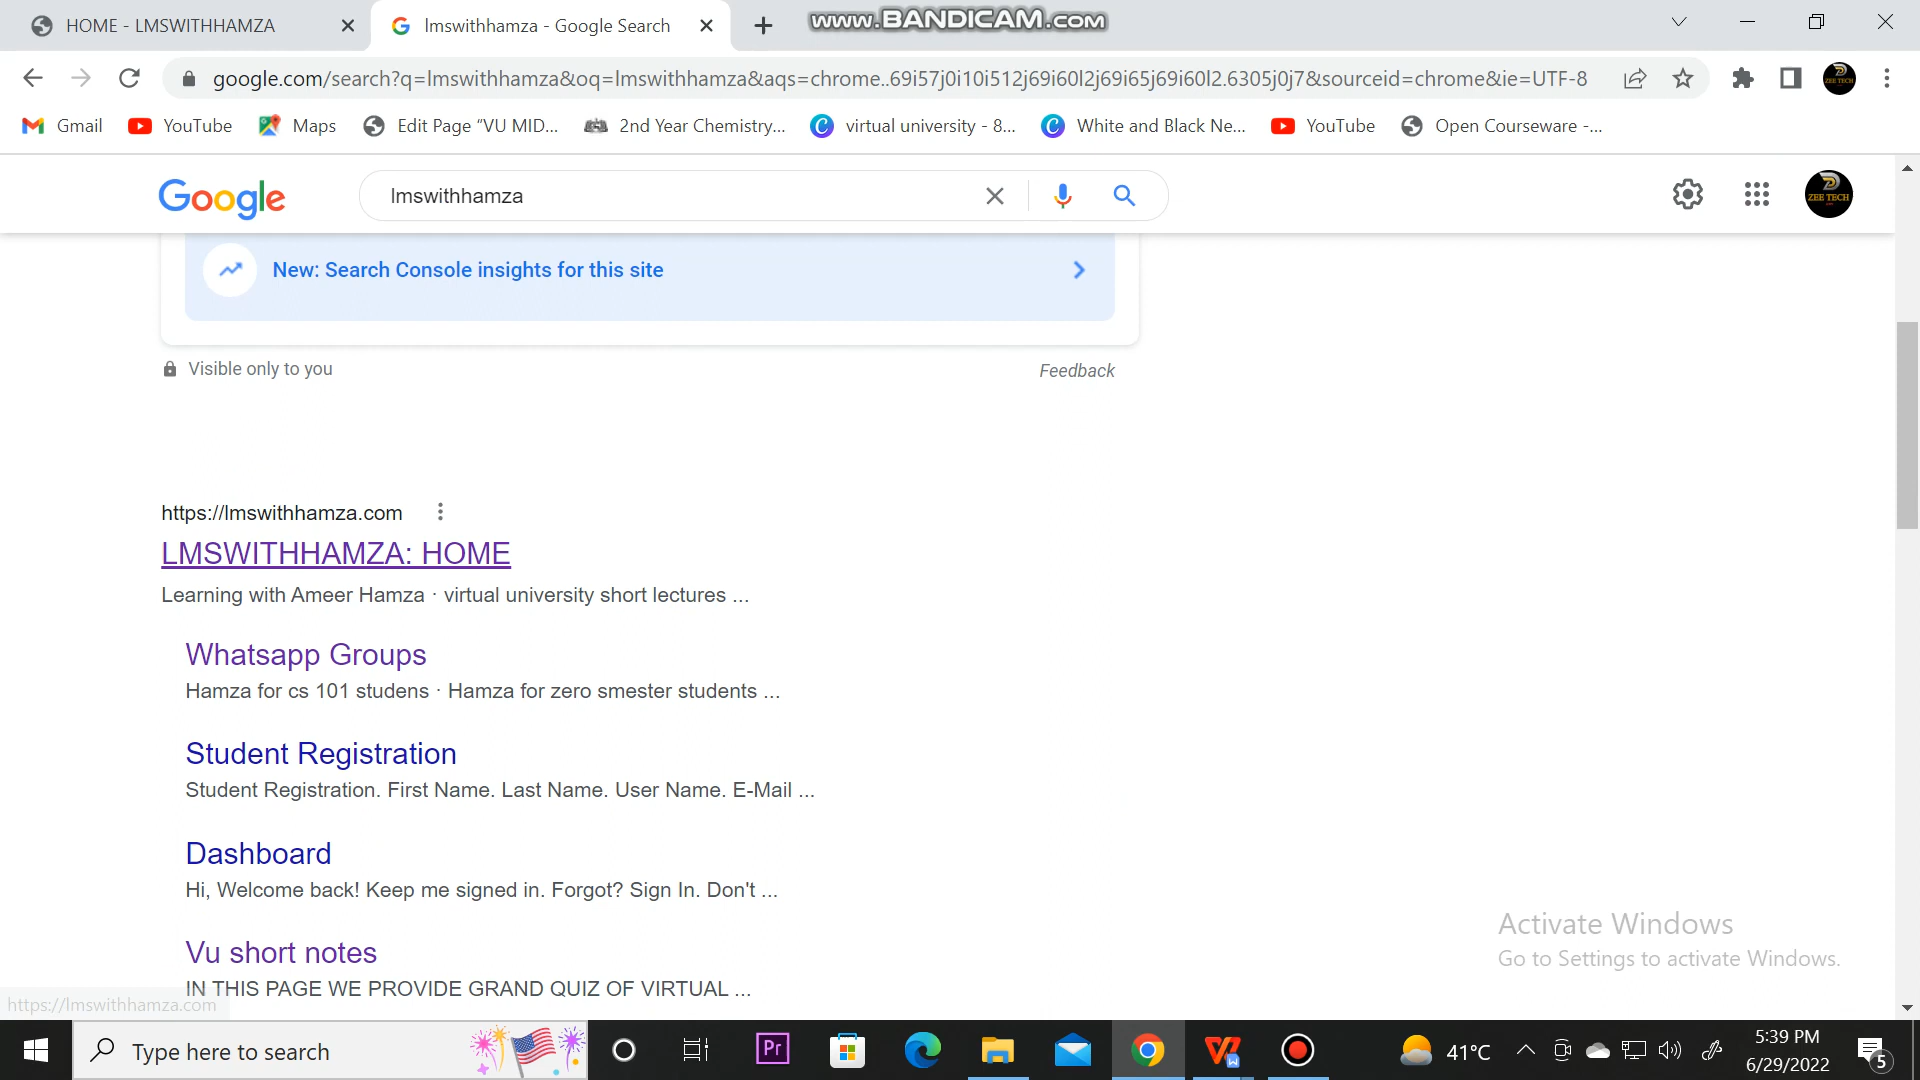 HOME - LMSWITHHAMZA
lmswithhamza - Google Search
www.BANDICAM.com
google.com/search?q=lmswithhamza&oq=lmswithhamza&aqs=chrome..69i57j0i10i512j69i60l2j69i65j69i60l2.6305j0j7&sourceid=chrome&ie=UTF-8
Gmail
YouTube
Maps
Edit Page “VU MID...
2nd Year Chemistry...
virtual university - 8...
White and Black Ne...
YouTube
Open Courseware -...
Google
lmswithhamza
ZEE TECH
New: Search Console insights for this site
Visible only to you
Feedback
https://lmswithhamza.com
LMSWITHHAMZA: HOME
Learning with Ameer Hamza · virtual university short lectures ...
Whatsapp Groups
Hamza for cs 101 studens · Hamza for zero smester students ...
Student Registration
Student Registration. First Name. Last Name. User Name. E-Mail ...
Dashboard
Hi, Welcome back! Keep me signed in. Forgot? Sign In. Don't ...
Vu short notes
IN THIS PAGE WE PROVIDE GRAND QUIZ OF VIRTUAL ...
Activate Windows
Go to Settings to activate Windows.
https://lmswithhamza.com
Type here to search
Pr
41°C
5:39 PM
6/29/2022
5